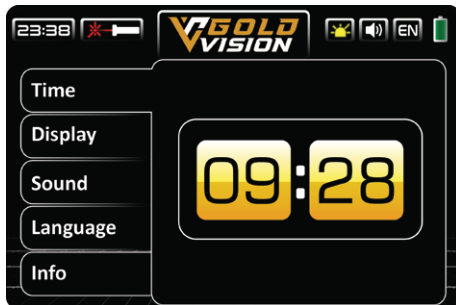 23:38
GOLD
VISION
EN
Time
Display
Sound
Language
Info
09:28